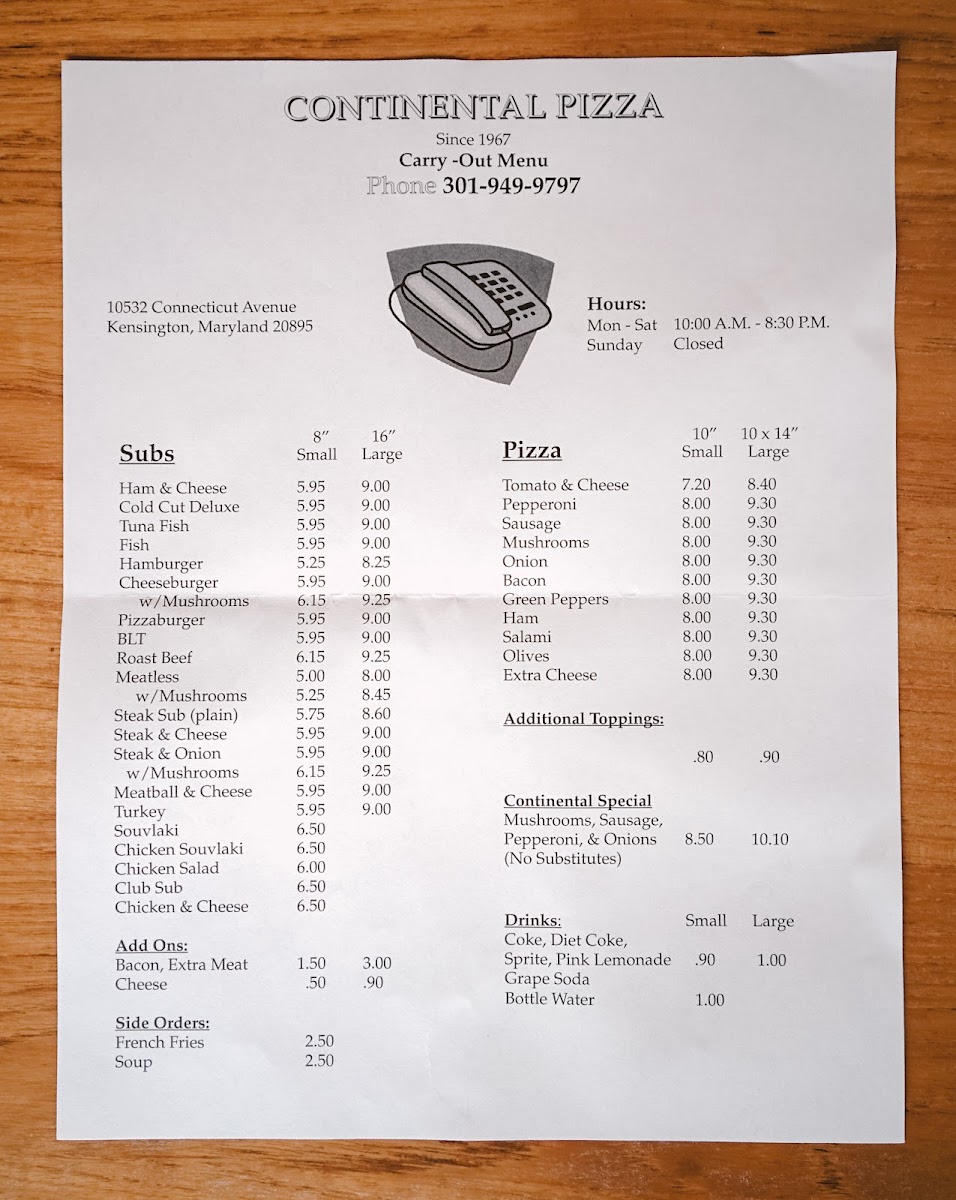 CONTINENTAL PIZZA
Since 1967
Carry -Out Menu
Phone 301-949-9797
10532 Connecticut Avenue
Kensington, Maryland 20895
Hours:
Mon - Sat 10:00 A.M. - 8:30 P.M.
Sunday Closed
8″ 16″
Subs Small Large
Ham & Cheese 5.95 9.00
Cold Cut Deluxe 5.95 9.00
Tuna Fish 5.95 9.00
Fish 5.95 9.00
Hamburger 5.25 8.25
Cheeseburger 5.95 9.00
w/Mushrooms 6.15 9.25
Pizzaburger 5.95 9.00
BLT 5.95 9.00
Roast Beef 6.15 9.25
Meatless 5.00 8.00
w/Mushrooms 5.25 8.45
Steak Sub (plain) 5.75 8.60
Steak & Cheese 5.95 9.00
Steak & Onion 5.95 9.00
w/Mushrooms 6.15 9.25
Meatball & Cheese 5.95 9.00
Turkey 5.95 9.00
Souvlaki 6.50
Chicken Souvlaki 6.50
Chicken Salad 6.00
Club Sub 6.50
Chicken & Cheese 6.50
Add Ons:
Bacon, Extra Meat 1.50 3.00
Cheese .50 .90
Side Orders:
French Fries 2.50
Soup 2.50
10″ 10 x 14″
Pizza Small Large
Tomato & Cheese 7.20 8.40
Pepperoni 8.00 9.30
Sausage 8.00 9.30
Mushrooms 8.00 9.30
Onion 8.00 9.30
Bacon 8.00 9.30
Green Peppers 8.00 9.30
Ham 8.00 9.30
Salami 8.00 9.30
Olives 8.00 9.30
Extra Cheese 8.00 9.30
Additional Toppings:
.80 .90
Continental Special
Mushrooms, Sausage,
Pepperoni, & Onions 8.50 10.10
(No Substitutes)
Drinks: Small Large
Coke, Diet Coke,
Sprite, Pink Lemonade .90 1.00
Grape Soda
Bottle Water 1.00